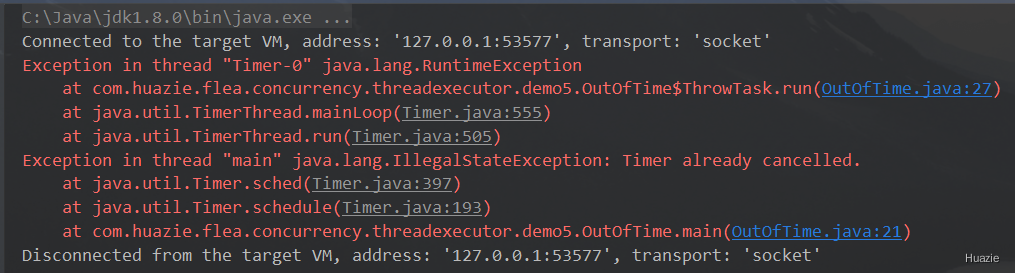 C:\Java\jdk1.8.0\bin\java.exe ...
Connected to the target VM, address: '127.0.0.1:53577', transport: 'socket'
Exception in thread "Timer-0" java.lang.RuntimeException
    at com.huazie.flea.concurrency.threadexecutor.demo5.OutOfTime$ThrowTask.run(OutOfTime.java:27)
    at java.util.TimerThread.mainLoop(Timer.java:555)
    at java.util.TimerThread.run(Timer.java:505)
Exception in thread "main" java.lang.IllegalStateException: Timer already cancelled.
    at java.util.Timer.sched(Timer.java:397)
    at java.util.Timer.schedule(Timer.java:193)
    at com.huazie.flea.concurrency.threadexecutor.demo5.OutOfTime.main(OutOfTime.java:21)
Disconnected from the target VM, address: '127.0.0.1:53577', transport: 'socket'
Huazie